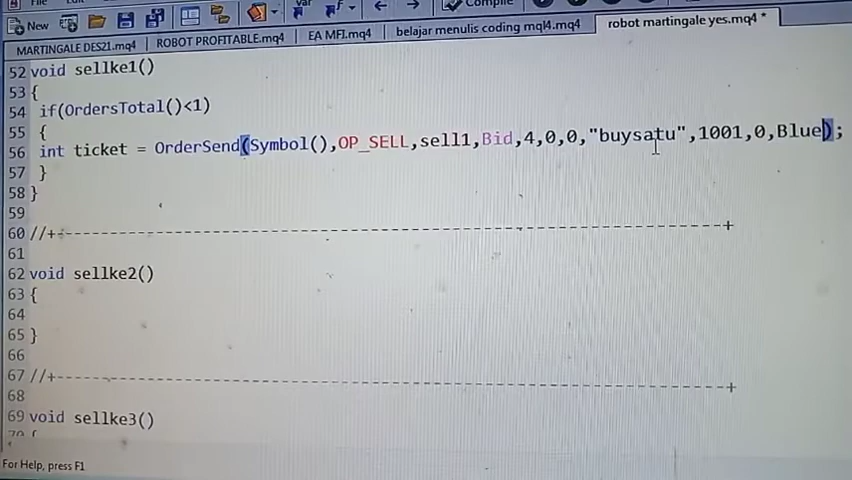 File
New
Compile
MARTINGALE DES21.mq4
ROBOT PROFITABLE.mq4
EA MFI.mq4
belajar menulis coding mql4.mq4
robot martingale yes.mq4 *
52 void sellke1()
53 {
54 if(OrdersTotal()<1)
55 {
56 int ticket = OrderSend(Symbol(),OP_SELL,sell1,Bid,4,0,0,"buysatu",1001,0,Blue);
57 }
58 }
59
60 //+------------------------------------------------------------------+
61
62 void sellke2()
63 {
64
65 }
66
67 //+------------------------------------------------------------------+
68
69 void sellke3()
70 {
For Help, press F1